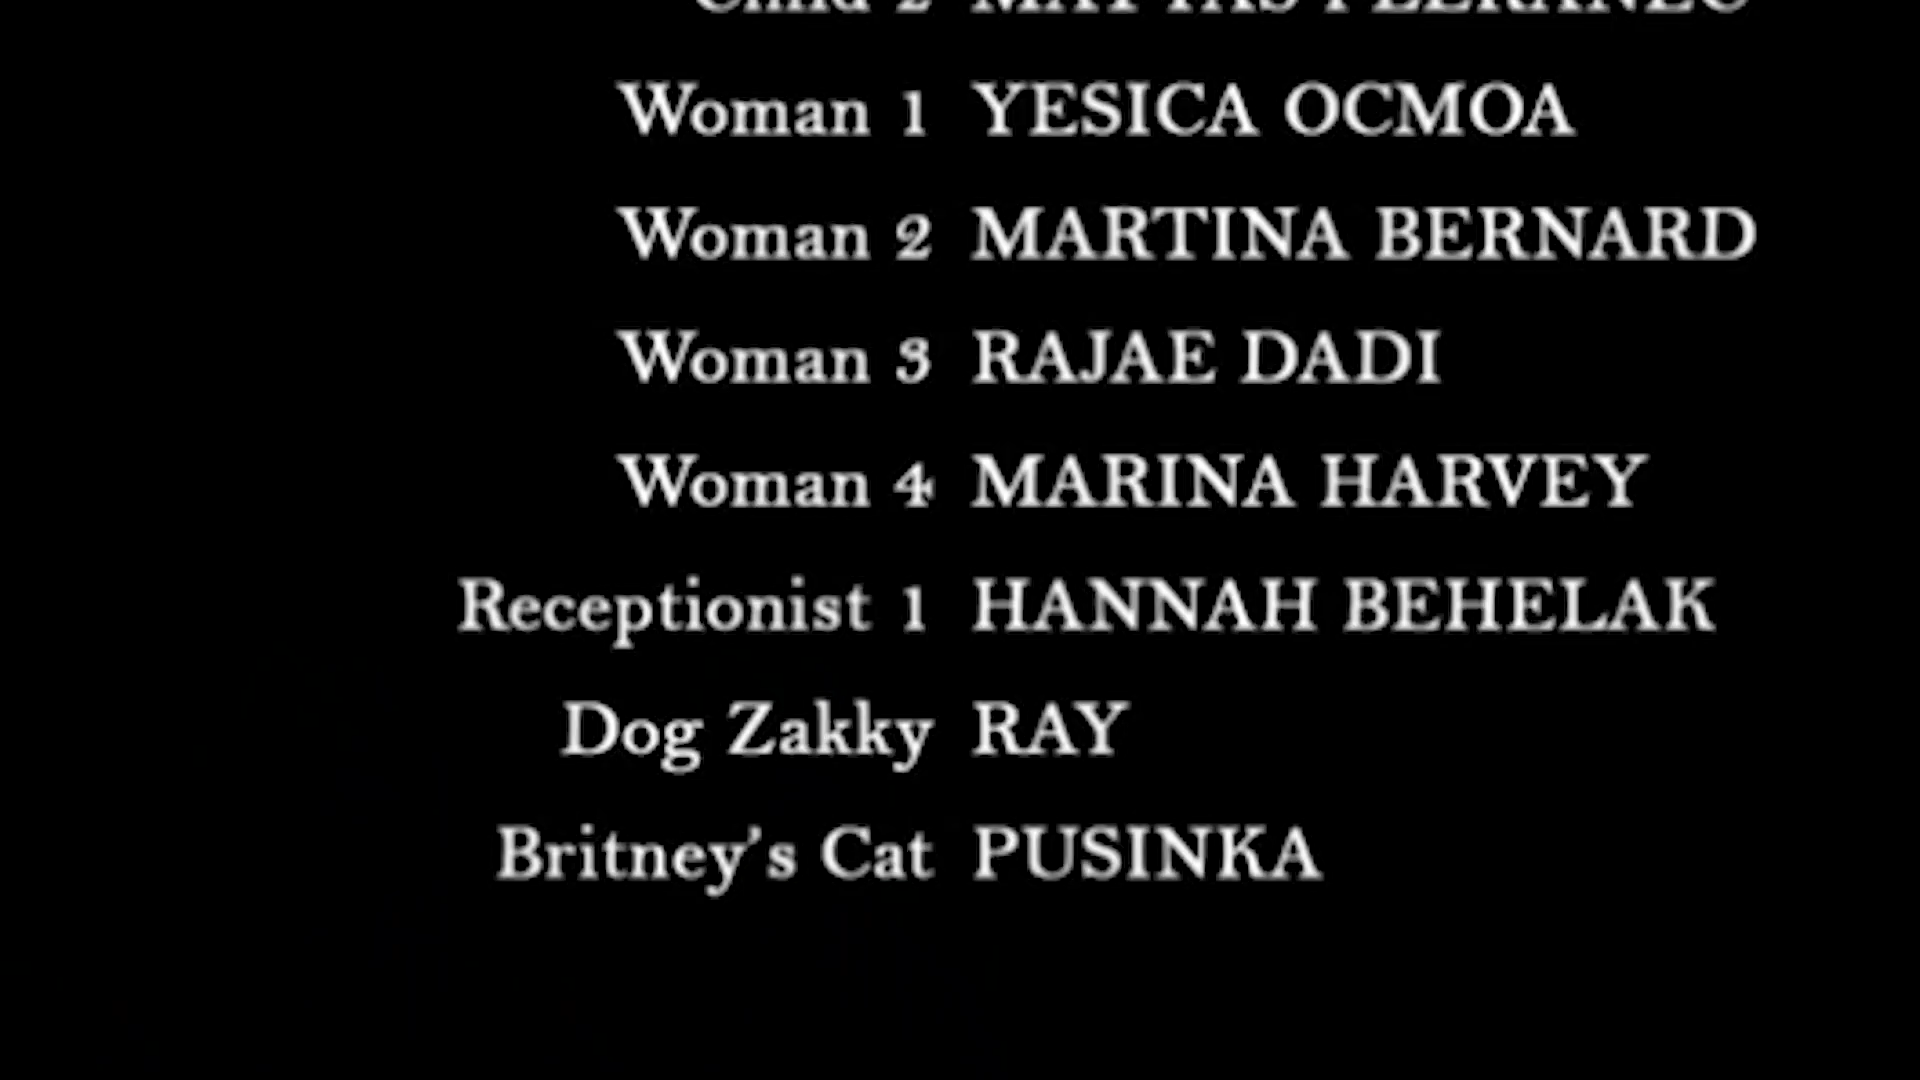 Woman 1 YESICA OCMOA
Woman 2 MARTINA BERNARD
Woman 3 RAJAE DADI
Woman 4 MARINA HARVEY
Receptionist 1 HANNAH BEHELAK
Dog Zakky RAY
Britney's Cat PUSINKA